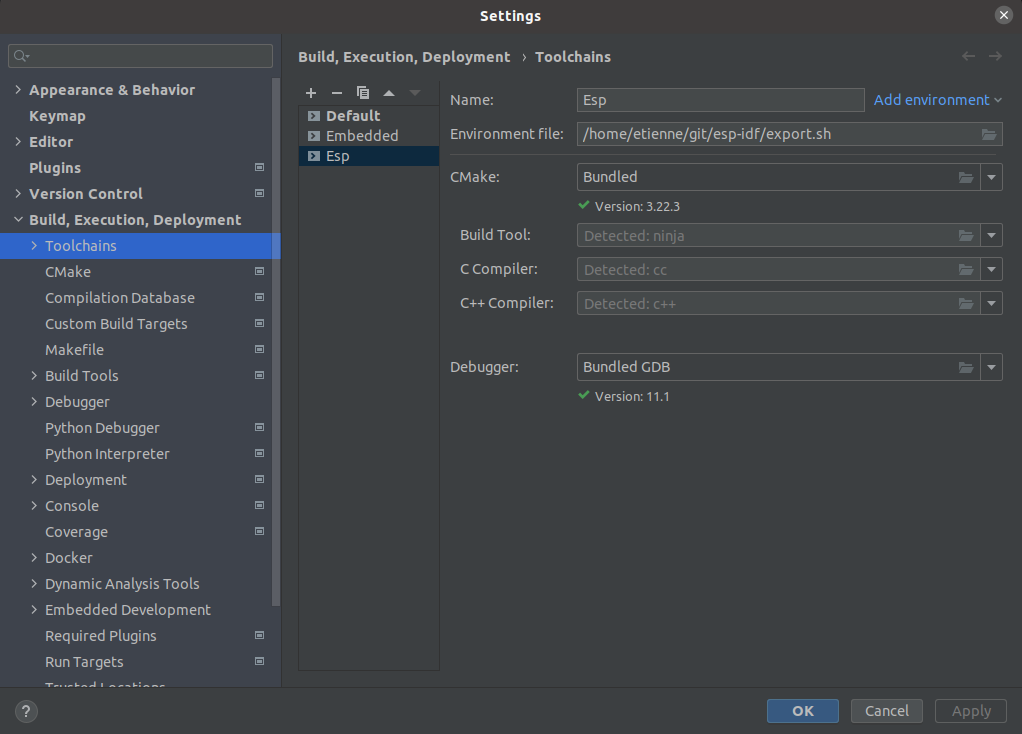 Settings
Build, Execution, Deployment › Toolchains
Appearance & Behavior
Keymap
Editor
Plugins
Version Control
Build, Execution, Deployment
Toolchains
CMake
Compilation Database
Custom Build Targets
Makefile
Build Tools
Debugger
Python Debugger
Python Interpreter
Deployment
Console
Coverage
Docker
Dynamic Analysis Tools
Embedded Development
Required Plugins
Run Targets
Trusted Locations
Default
Embedded
Esp
Name: Esp Add environment
Environment file: /home/etienne/git/esp-idf/export.sh
CMake: Bundled
Version: 3.22.3
Build Tool: Detected: ninja
C Compiler: Detected: cc
C++ Compiler: Detected: c++
Debugger: Bundled GDB
Version: 11.1
? OK Cancel Apply